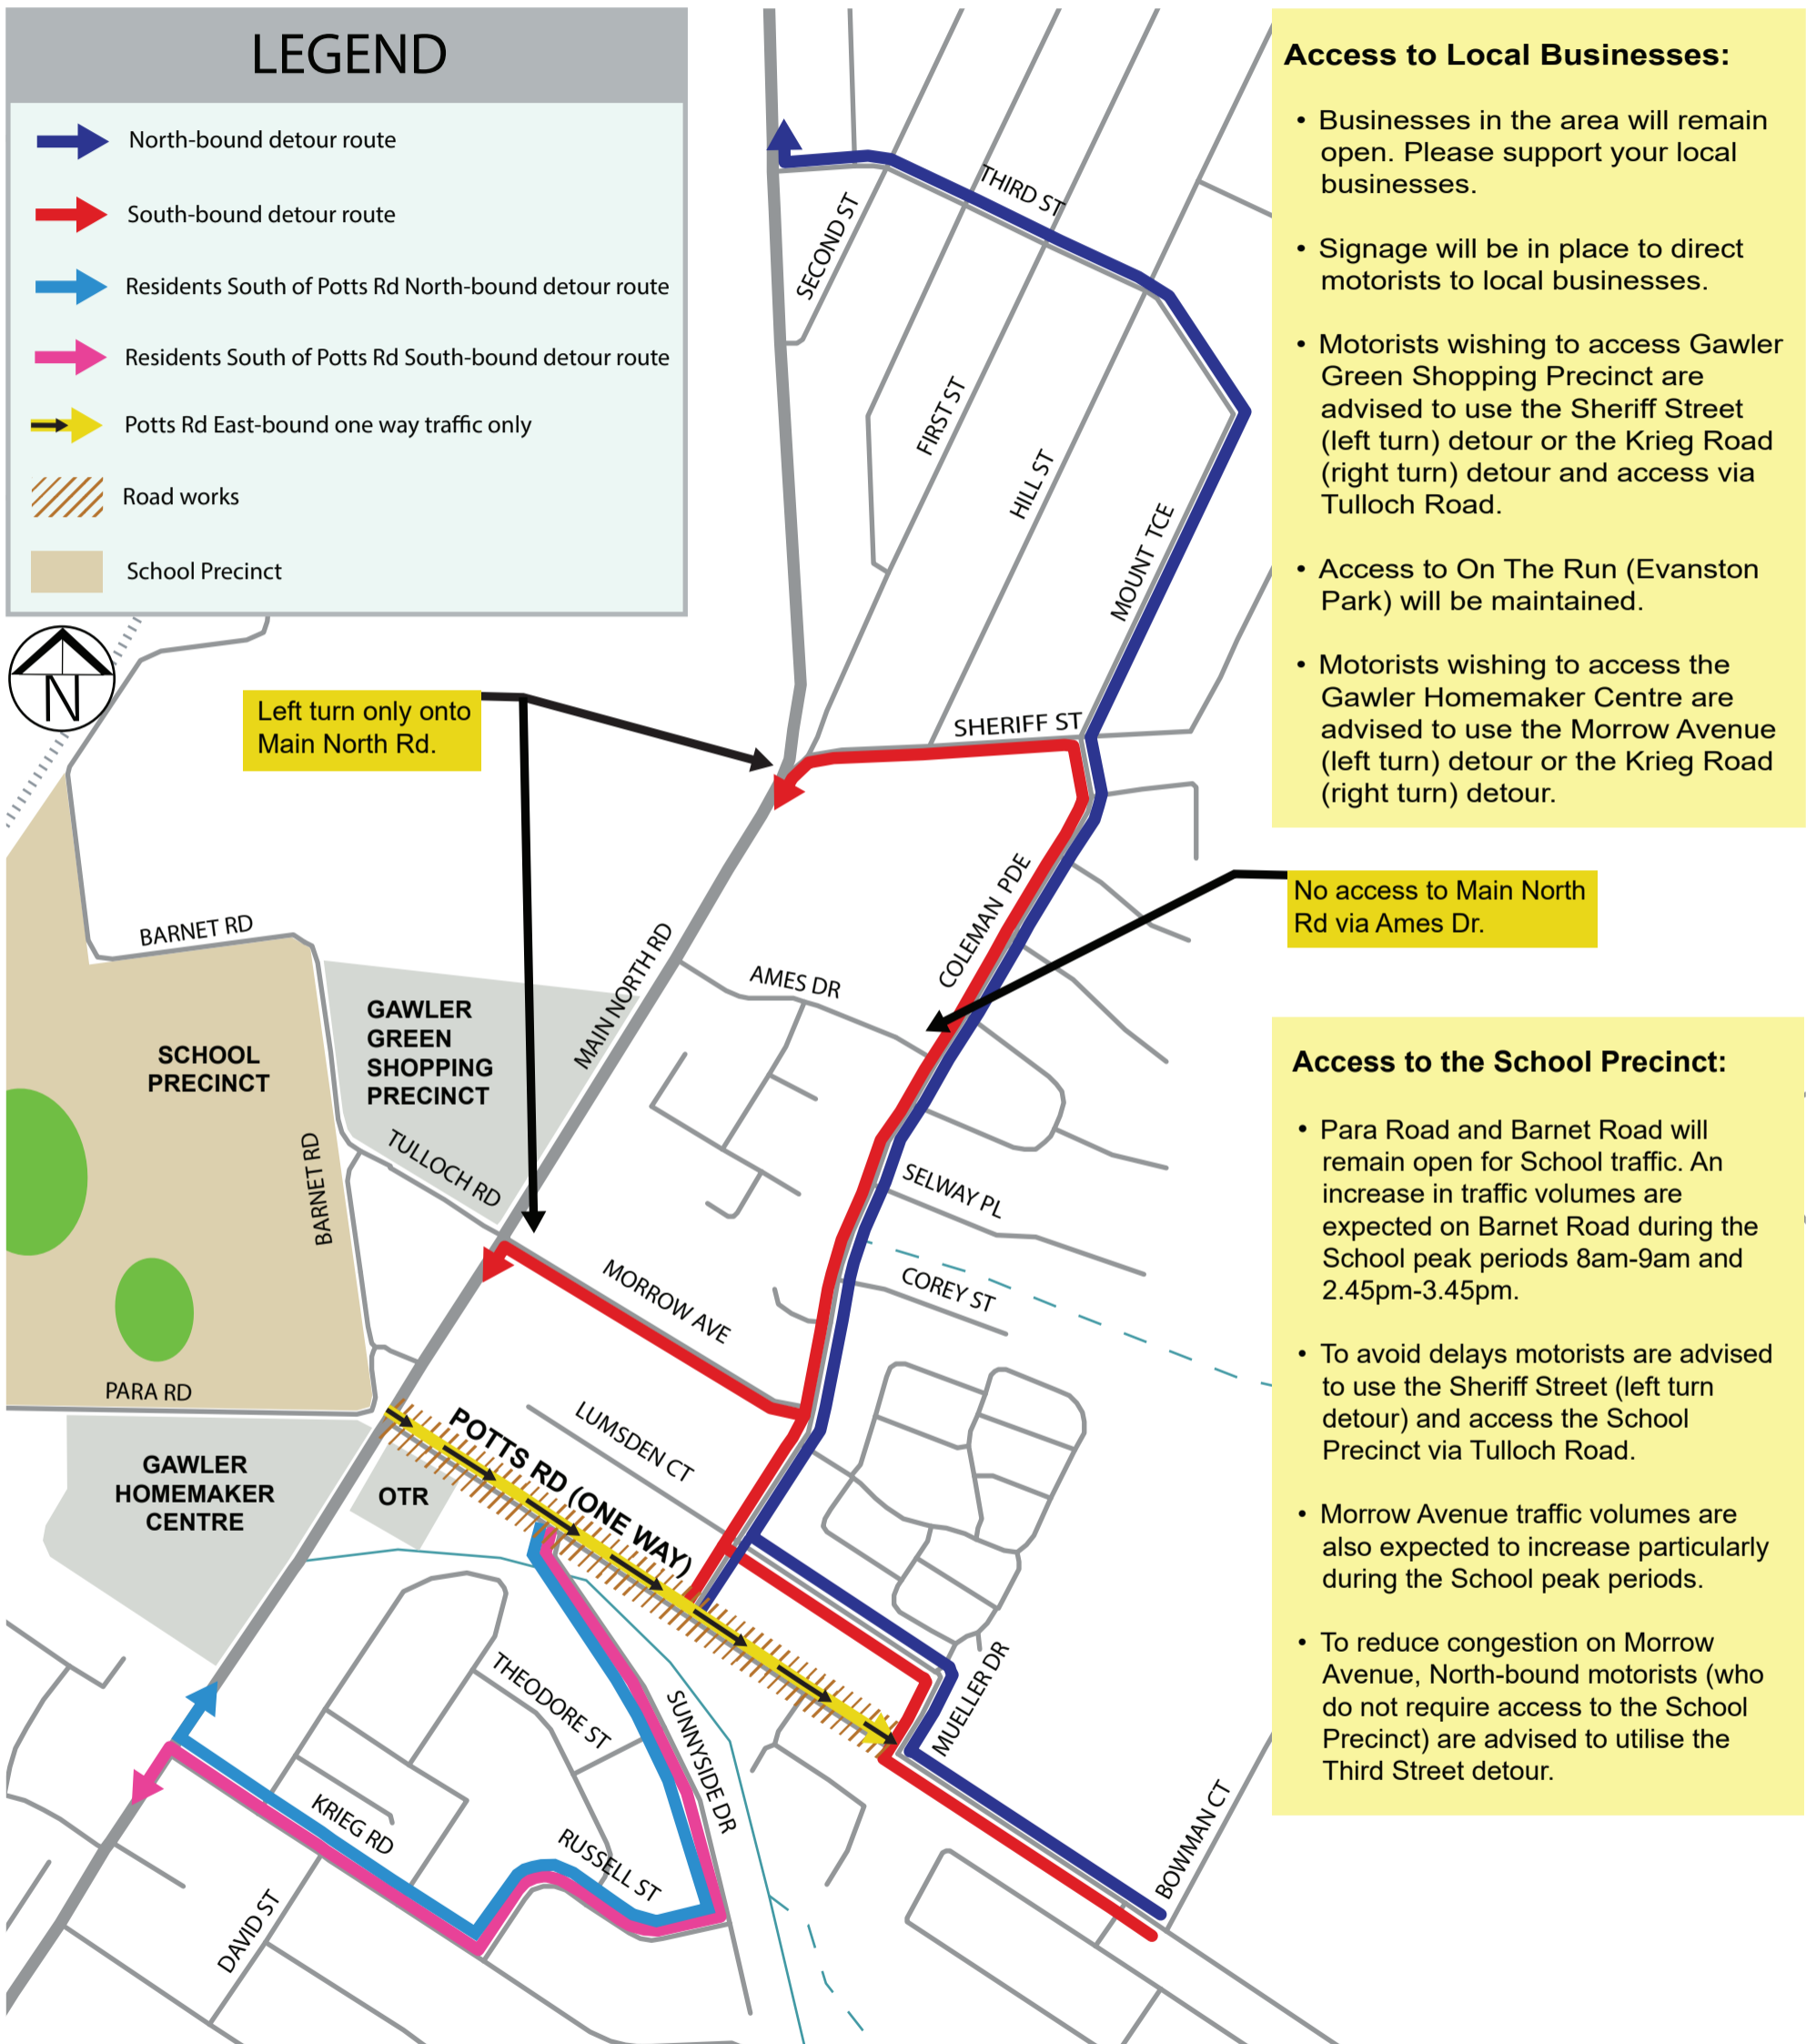 LEGEND
North-bound detour route
South-bound detour route
Residents South of Potts Rd North-bound detour route
Residents South of Potts Rd South-bound detour route
Potts Rd East-bound one way traffic only
Road works
School Precinct
N
Access to Local Businesses:
• Businesses in the area will remain
open. Please support your local
businesses.
• Signage will be in place to direct
motorists to local businesses.
• Motorists wishing to access Gawler
Green Shopping Precinct are
advised to use the Sheriff Street
(left turn) detour or the Krieg Road
(right turn) detour and access via
Tulloch Road.
• Access to On The Run (Evanston
Park) will be maintained.
• Motorists wishing to access the
Gawler Homemaker Centre are
advised to use the Morrow Avenue
(left turn) detour or the Krieg Road
(right turn) detour.
THIRD ST
SECOND ST
FIRST ST
HILL ST
MOUNT TCE
SHERIFF ST
Left turn only onto
Main North Rd.
No access to Main North
Rd via Ames Dr.
COLEMAN PDE
BARNET RD
MAIN NORTH RD
AMES DR
GAWLER
GREEN
SHOPPING
PRECINCT
SCHOOL
PRECINCT
BARNET RD
TULLOCH RD
SELWAY PL
COREY ST
MORROW AVE
PARA RD
LUMSDEN CT
POTTS RD (ONE WAY)
GAWLER
HOMEMAKER
CENTRE
OTR
THEODORE ST
SUNNYSIDE DR
MUELLER DR
KRIEG RD
RUSSELL ST
DAVID ST
BOWMAN CT
Access to the School Precinct:
• Para Road and Barnet Road will
remain open for School traffic. An
increase in traffic volumes are
expected on Barnet Road during the
School peak periods 8am-9am and
2.45pm-3.45pm.
• To avoid delays motorists are advised
to use the Sheriff Street (left turn
detour) and access the School
Precinct via Tulloch Road.
• Morrow Avenue traffic volumes are
also expected to increase particularly
during the School peak periods.
• To reduce congestion on Morrow
Avenue, North-bound motorists (who
do not require access to the School
Precinct) are advised to utilise the
Third Street detour.